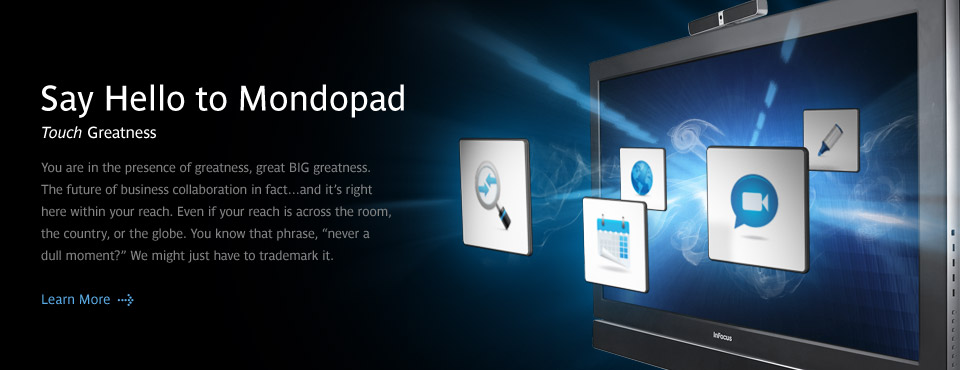 Say Hello to Mondopad
Touch Greatness
You are in the presence of greatness, great BIG greatness.
The future of business collaboration in fact...and it's right
here within your reach. Even if your reach is across the room,
the country, or the globe. You know that phrase, "never a
dull moment?" We might just have to trademark it.
Learn More
InFocus